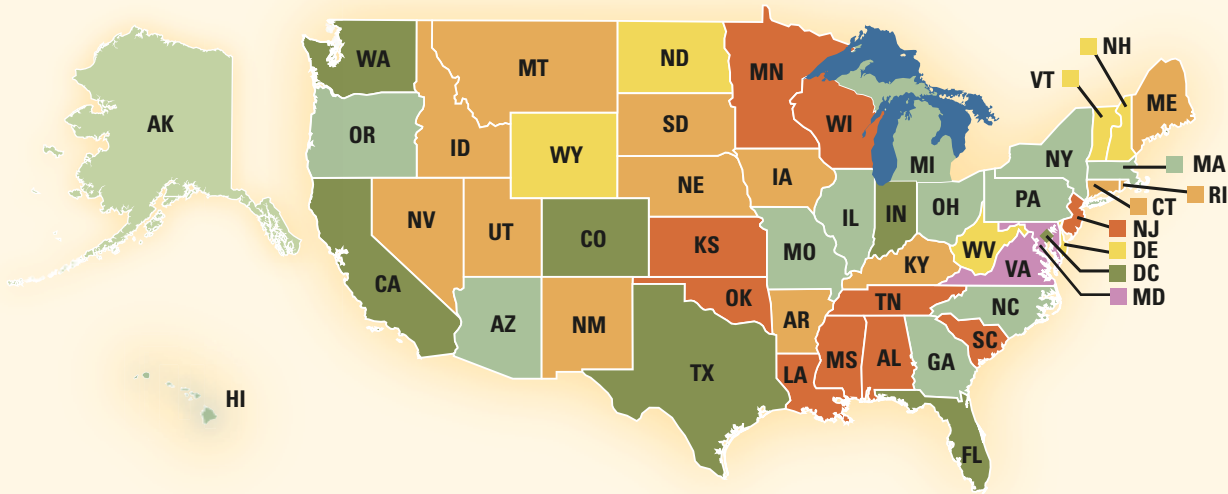 NH
WA
MT
ND
MN
VT
ME
AK
OR
ID
SD
WI
WY
MI
NY
MA
NE
IA
PA
RI
NV
UT
CO
IL
IN
OH
CT
NJ
KS
MO
WV
DE
CA
KY
VA
DC
MD
AZ
NM
OK
TN
NC
AR
SC
TX
LA
MS
AL
GA
HI
FL